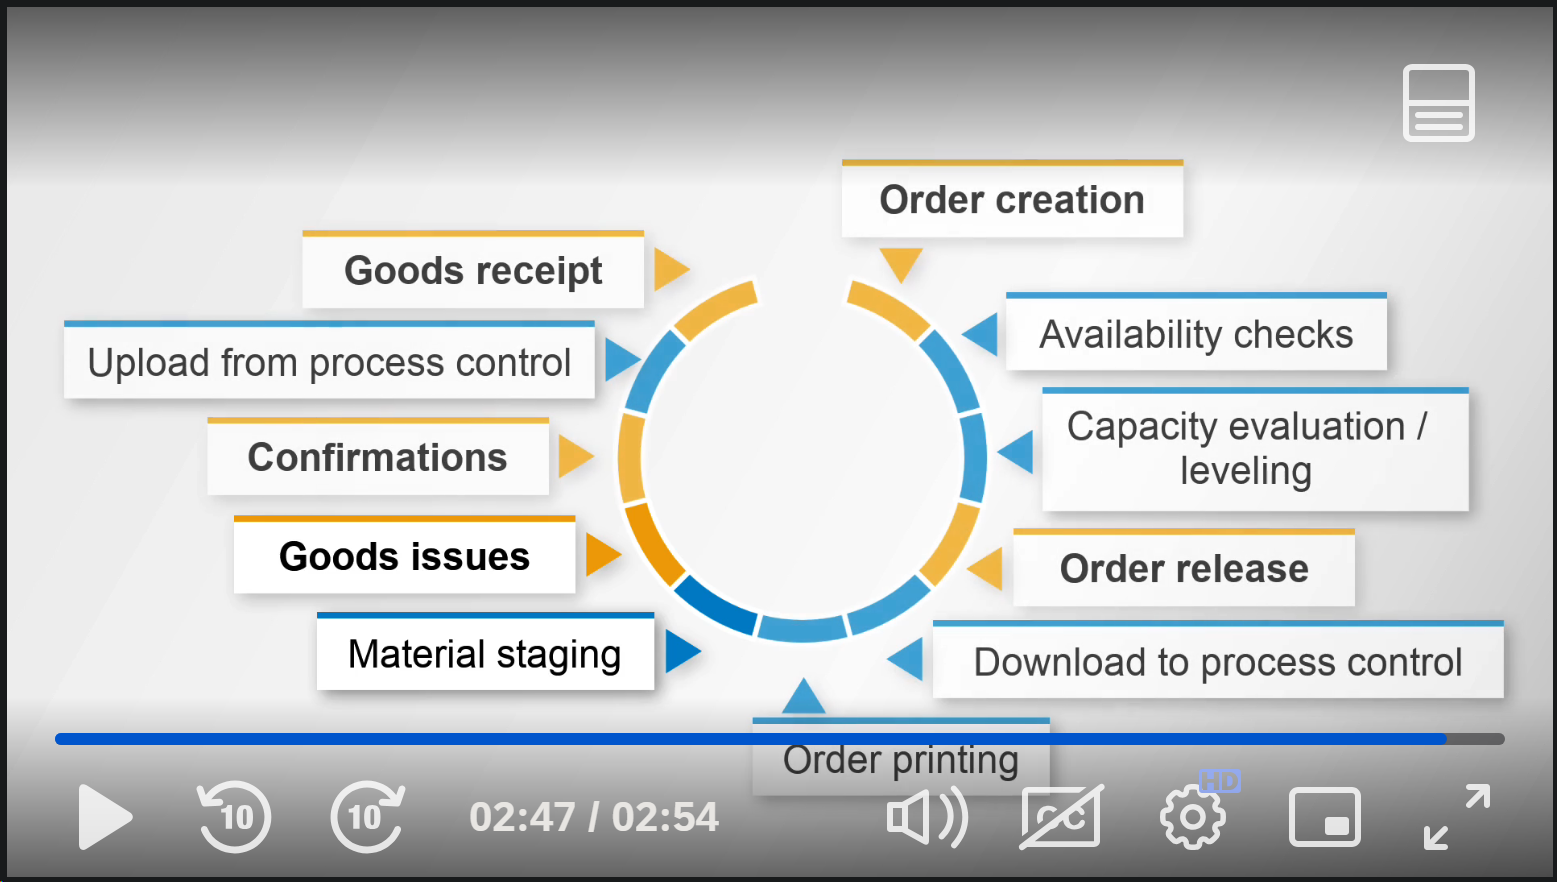 Order creation
Goods receipt
Availability checks
Upload from process control
Capacity evaluation /
leveling
Confirmations
Goods issues
Order release
Material staging
Download to process control
Order printing
HD
10
10
02:47 / 02:54
CC